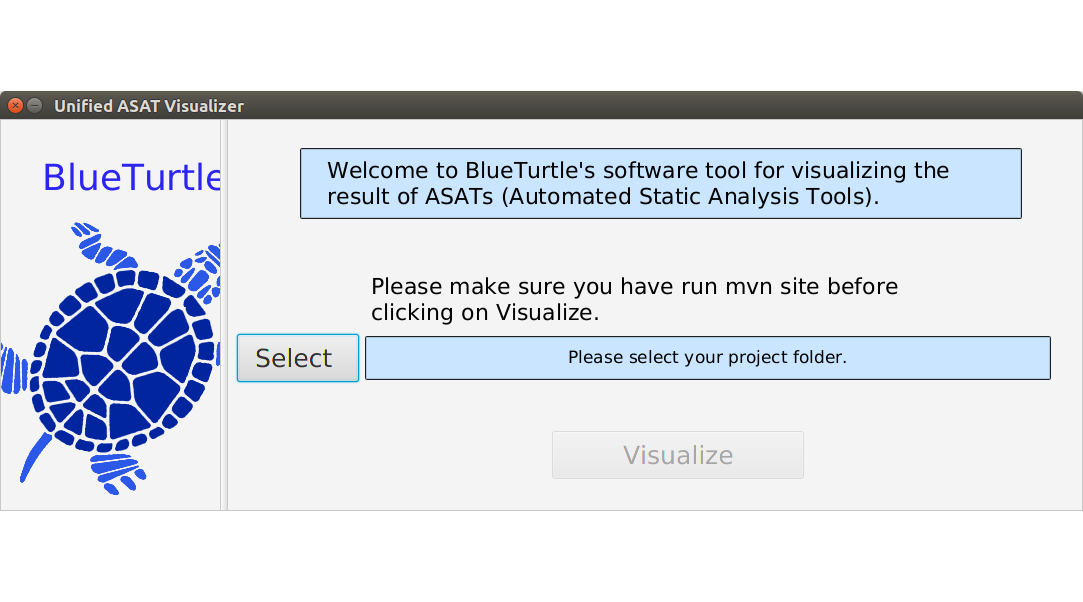 Unified ASAT Visualizer
BlueTurtle
Welcome to BlueTurtle's software tool for visualizing the
result of ASATs (Automated Static Analysis Tools).
Please make sure you have run mvn site before
clicking on Visualize.
Select
Please select your project folder.
Visualize